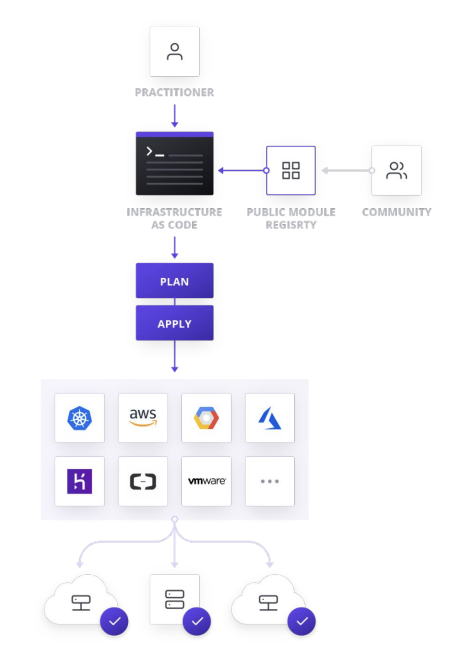 PRACTITIONER
INFRASTRUCTURE
AS CODE
PUBLIC MODULE
REGISRTY
COMMUNITY
PLAN
APPLY
aws
vmware